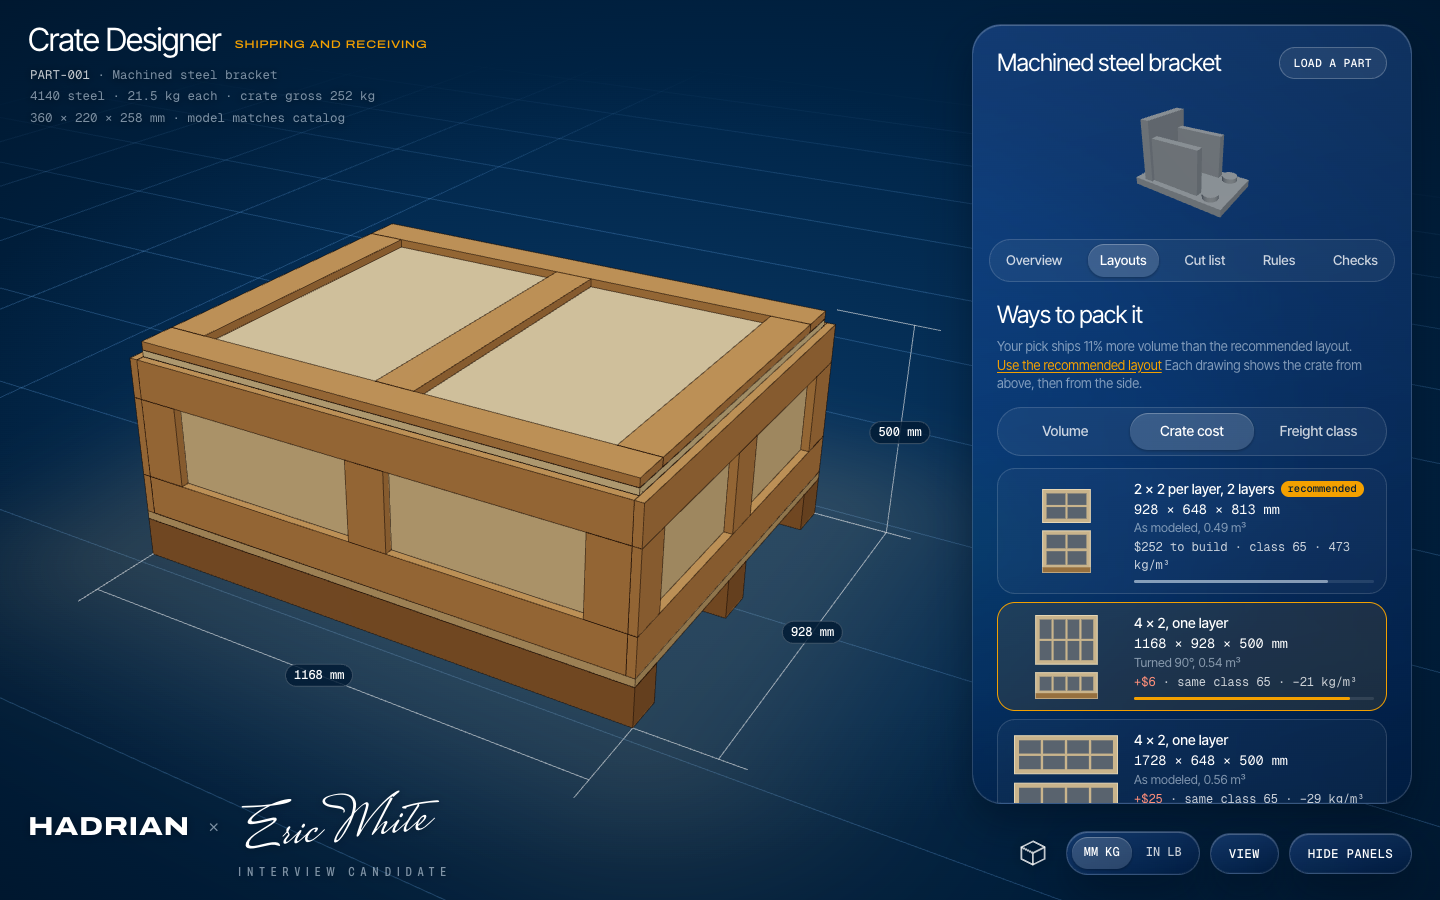 Crate Designer SHIPPING AND RECEIVING
PART-001 · Machined steel bracket
4140 steel · 21.5 kg each · crate gross 252 kg
360 × 220 × 258 mm · model matches catalog
500 mm
928 mm
1168 mm
HADRIAN × Eric White
INTERVIEW CANDIDATE
Machined steel bracket LOAD A PART
Overview Layouts Cut list Rules Checks
Ways to pack it
Your pick ships 11% more volume than the recommended layout.
Use the recommended layout Each drawing shows the crate from
above, then from the side.
Volume Crate cost Freight class
2 × 2 per layer, 2 layers recommended
928 × 648 × 813 mm
As modeled, 0.49 m³
$252 to build · class 65 · 473
kg/m³
4 × 2, one layer
1168 × 928 × 500 mm
Turned 90°, 0.54 m³
+$6 · same class 65 · −21 kg/m³
4 × 2, one layer
1728 × 648 × 500 mm
As modeled, 0.56 m³
+$25 · same class 65 · −29 kg/m³
MM KG IN LB VIEW HIDE PANELS